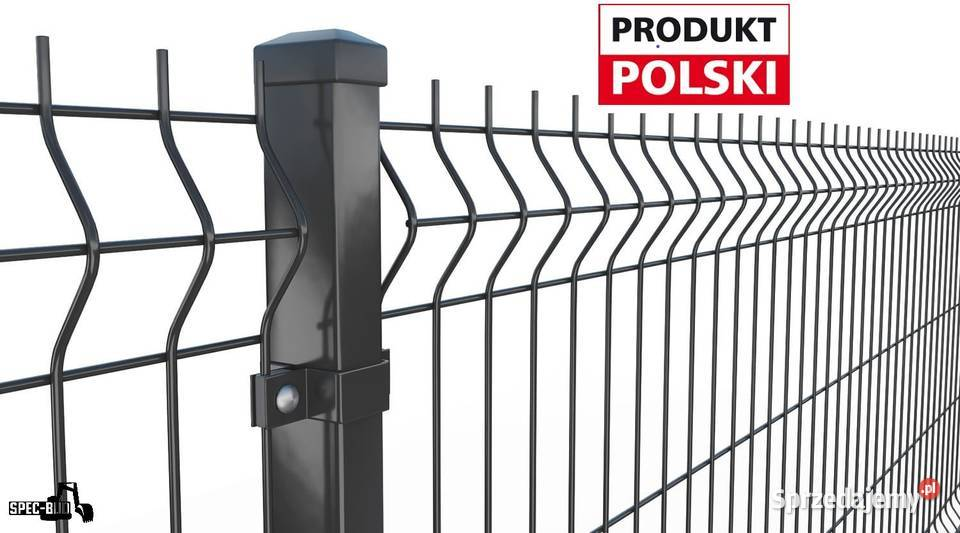 PRODUKT
POLSKI
SPEC-BUD
Sprzedajemy.pl